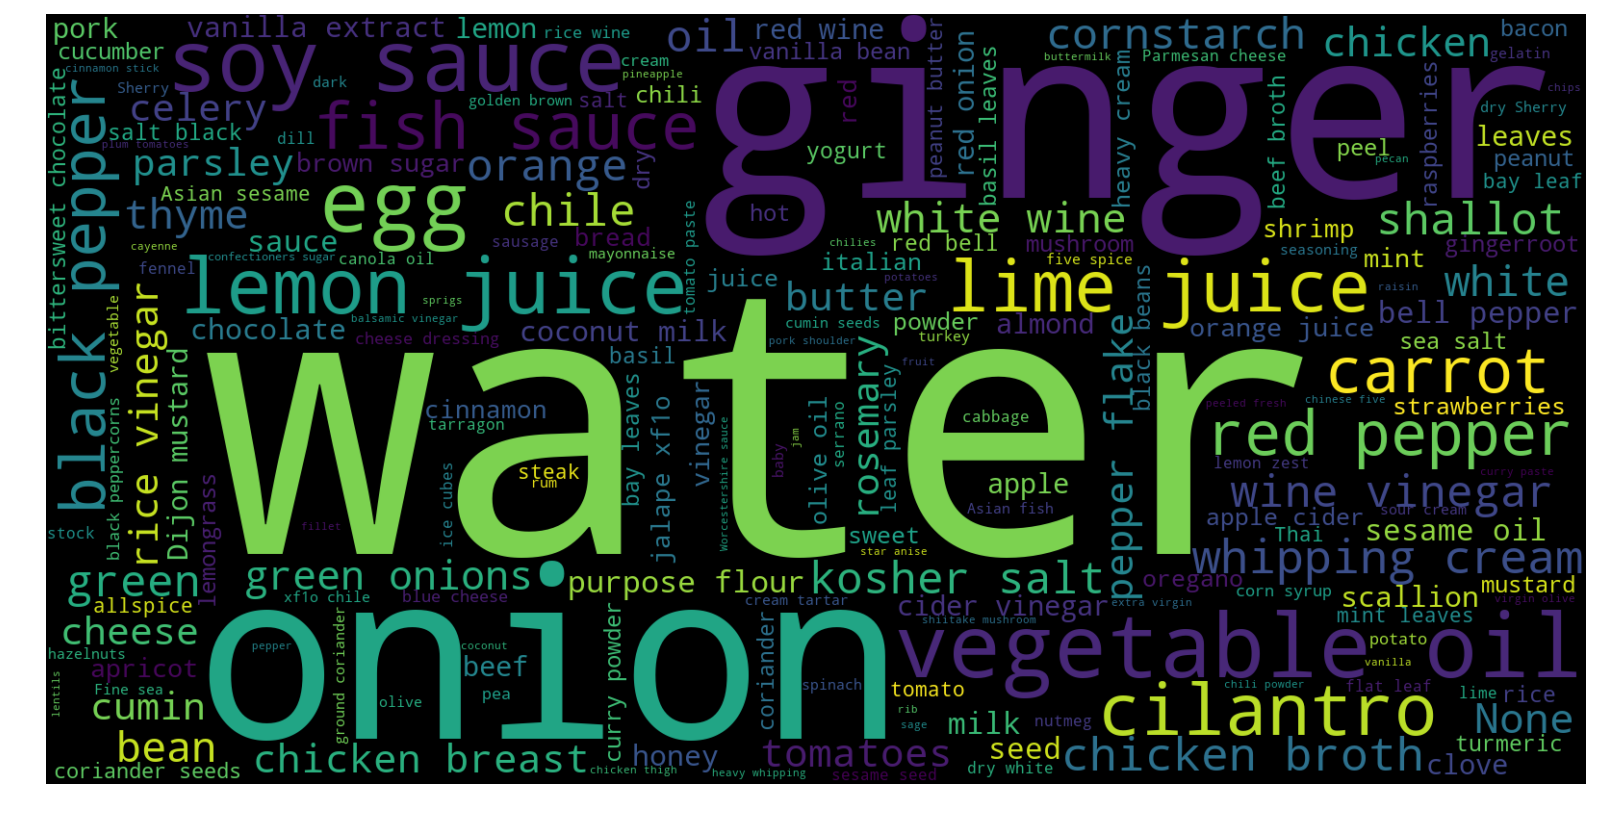 pork
vanilla extract
lemon
rice wine
oil
red wine
cornstarch
chicken
bacon
cucumber
soy sauce
cream
vanilla bean
peanut butter
red onion
buttermilk
Parmesan cheese
gelatin
cinnamon stick
Sherry
dark
pineapple
ginger
basil leaves
heavy cream
beef broth
raspberries
chips
celery
golden brown
salt
chili
red
dry Sherry
bittersweet chocolate
black pepper
salt black
dill
fish sauce
yogurt
peel
leaves
plum tomatoes
parsley
brown sugar
orange
dry
pecan
peanut
Asian sesame
egg
chile
bay leaf
thyme
hot
white wine
shrimp
shallot
cayenne
sauce
sausage
bread
tomato paste
chilies
red bell
mushroom
seasoning
gingerroot
confectioners sugar
canola oil
mayonnaise
italian
five spice
mint
fennel
lemon juice
sprigs
juice
butter
potatoes
lime juice
raisin
white
vegetable
rice vinegar
balsamic vinegar
cumin seeds
powder
almond
orange juice
bell pepper
chocolate
cheese dressing
coconut milk
pork shoulder
turkey
black beans
sea salt
Dijon mustard
water
basil
fruit
rosemary
pepper flake
carrot
cinnamon
bay leaves
jalape xf1o
vinegar
olive oil
serrano
leaf parsley
cabbage
peeled fresh
chinese five
strawberries
tarragon
Worcestershire sauce
jam
baby
red pepper
black peppercorns
lemongrass
ice cubes
steak
rum
apple
lemon zest
curry paste
wine vinegar
stock
fillet
Asian fish
apple cider
sour cream
sesame oil
sweet
star anise
Thai
whipping cream
green
green onions
purpose flour
kosher salt
oregano
corn syrup
mustard
allspice
xf1o chile
blue cheese
cream tartar
cider vinegar
extra virgin
scallion
virgin olive
cheese
onion
shiitake mushroom
mint leaves
hazelnuts
pepper
coconut
vegetable oil
potato
apricot
beef
coriander
spinach
vanilla
lentils
Fine sea
ground coriander
olive
pea
curry powder
tomato
chili powder
flat leaf
lime
rice
cumin
rib
cilantro
None
bean
sage
milk
nutmeg
coriander seeds
chicken breast
honey
tomatoes
seed
chicken broth
turmeric
chicken thigh
heavy whipping
sesame seed
dry white
clove